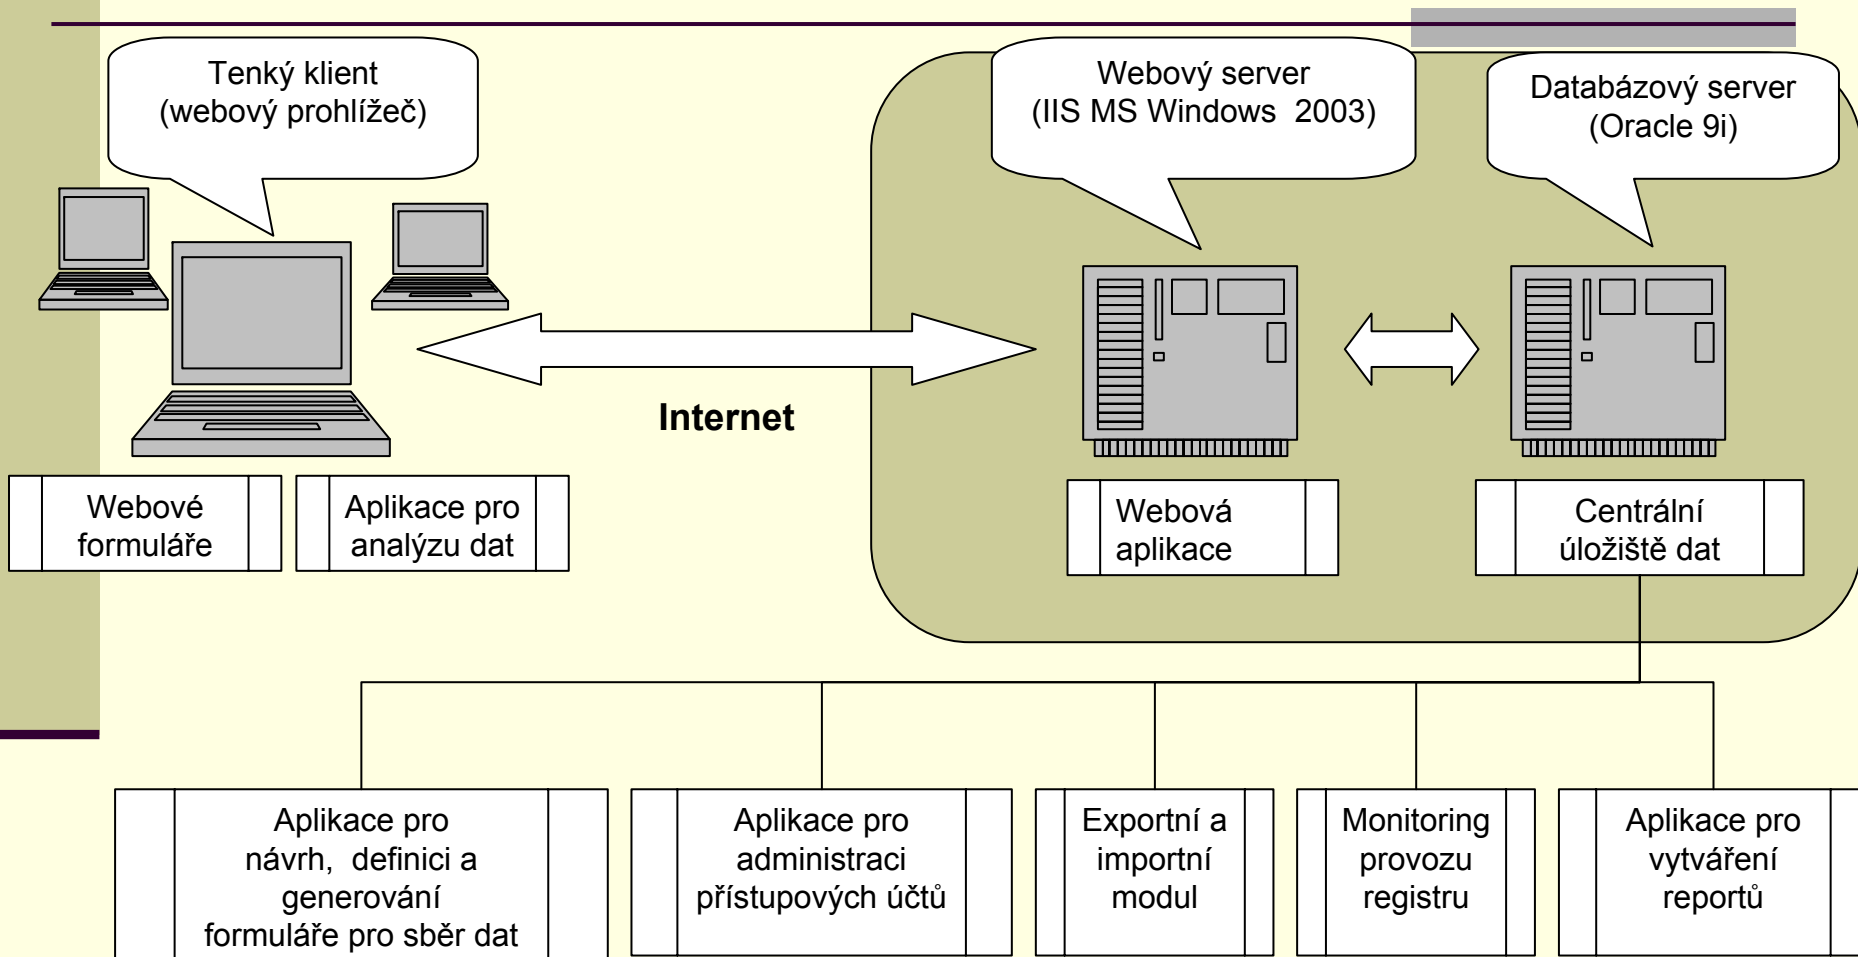 Tenký klient
(webový prohlížeč)
Webový server
(IIS MS Windows 2003)
Databázový server
(Oracle 9i)
Internet
Webové
formuláře
Aplikace pro
analýzu dat
Webová
aplikace
Centrální
úložiště dat
Aplikace pro
návrh, definici a
generování
formuláře pro sběr dat
Aplikace pro
administraci
přístupových účtů
Exportní a
importní
modul
Monitoring
provozu
registru
Aplikace pro
vytváření
reportů